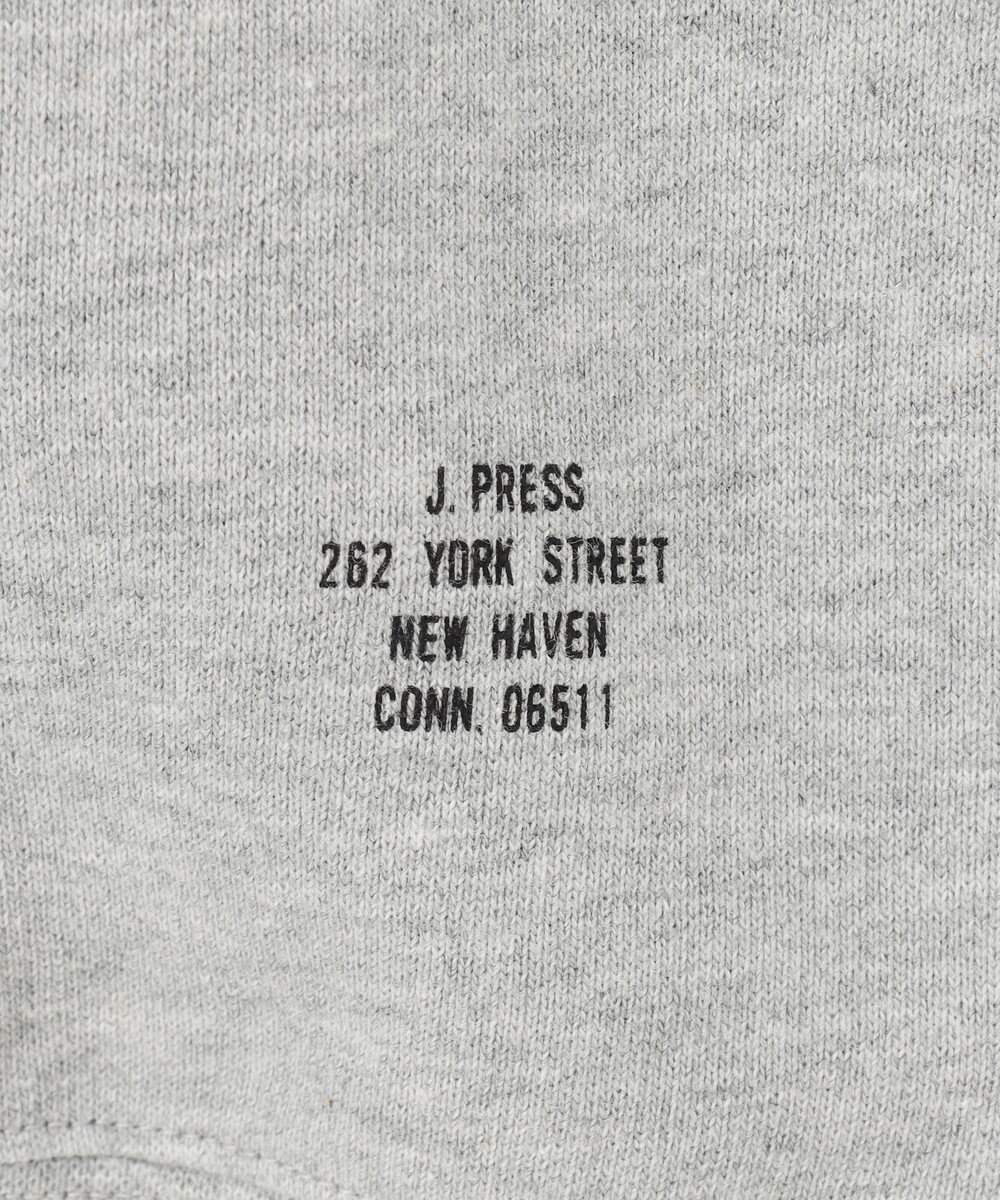 J. PRESS
262 YORK STREET
NEW HAVEN
CONN. 06511